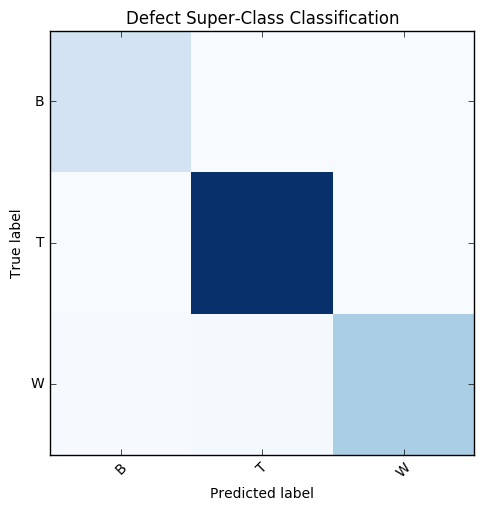 Defect Super-Class Classification
B
T
W
True label
B
T
W
Predicted label